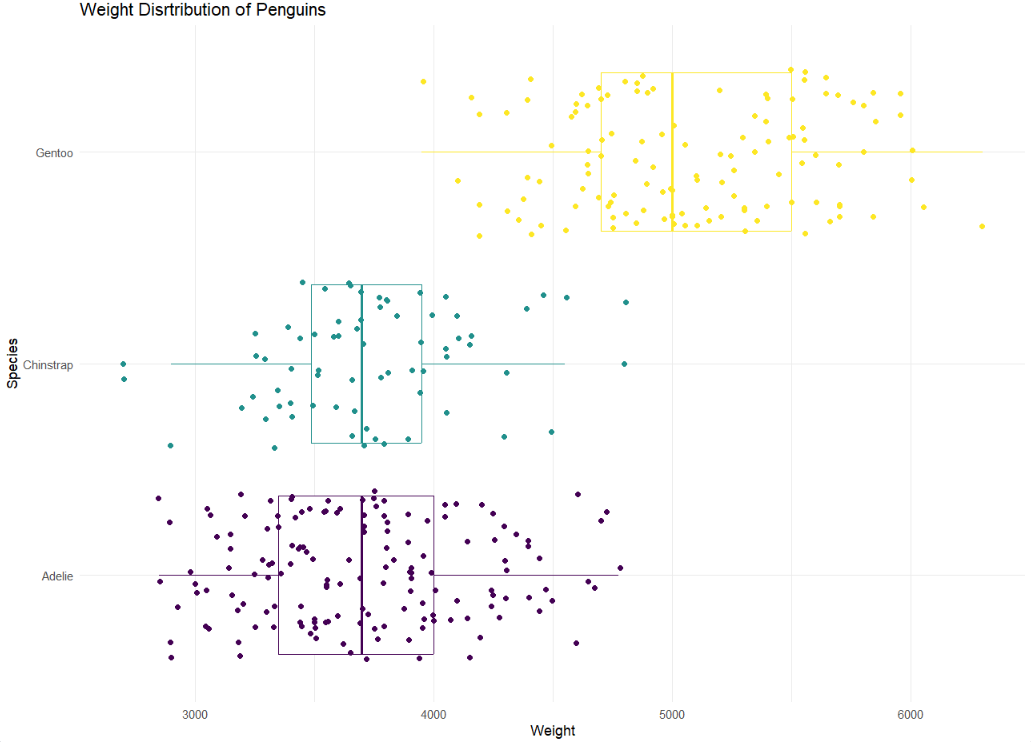 Weight Disrtribution of Penguins
Gentoo
Chinstrap
Adelie
Species
3000
4000
5000
6000
Weight